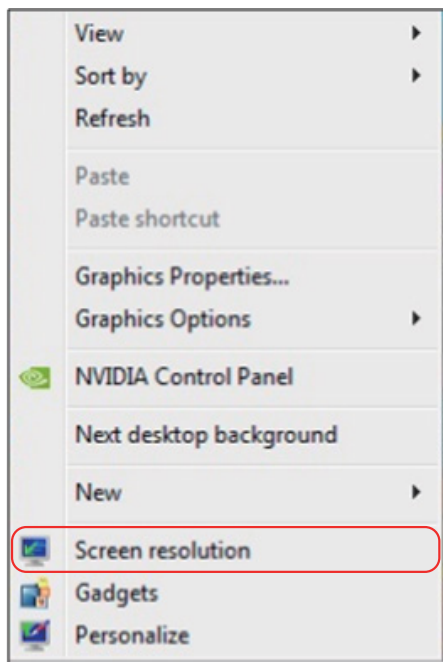 View
Sort by
Refresh
Paste
Paste shortcut
Graphics Properties...
Graphics Options
NVIDIA Control Panel
Next desktop background
New
Screen resolution
Gadgets
Personalize